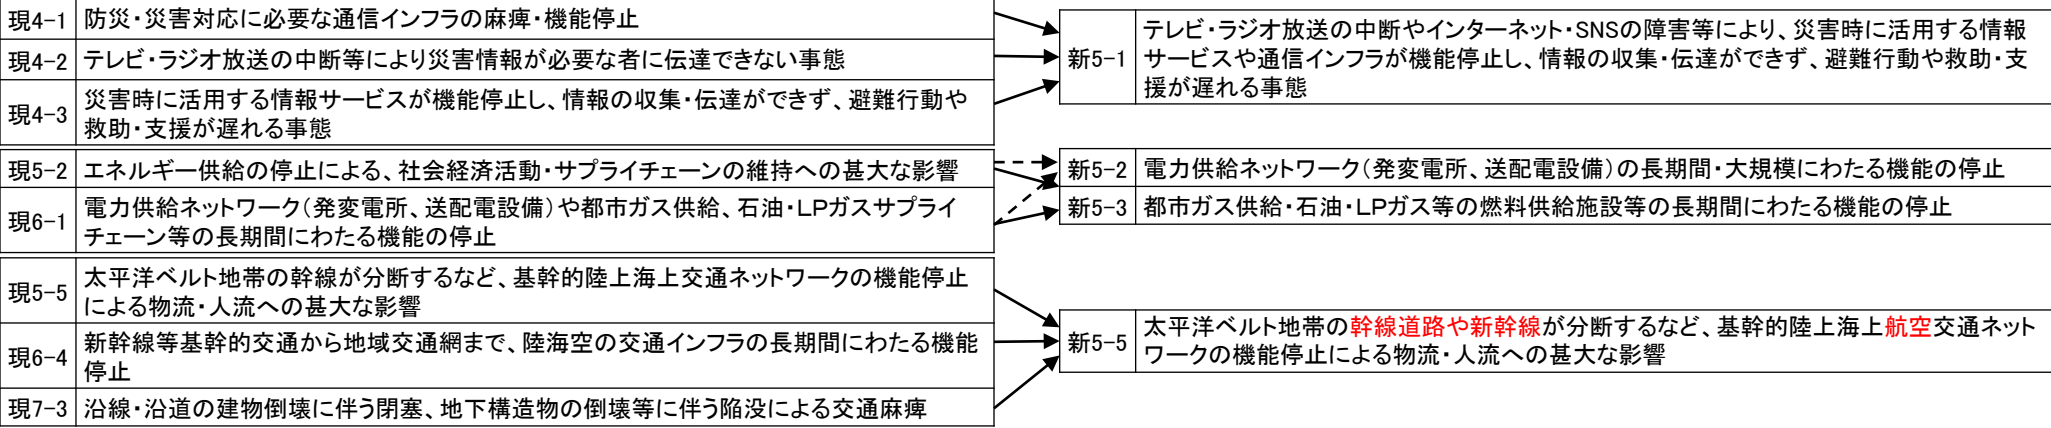 現4-1 防災・災害対応に必要な通信インフラの麻痺・機能停止
現4-2 テレビ・ラジオ放送の中断等により災害情報が必要な者に伝達できない事態
現4-3 災害時に活用する情報サービスが機能停止し、情報の収集・伝達ができず、避難行動や
救助・支援が遅れる事態
新5-1 テレビ・ラジオ放送の中断やインターネット・SNSの障害等により、災害時に活用する情報
サービスや通信インフラが機能停止し、情報の収集・伝達ができず、避難行動や救助・支
援が遅れる事態
現5-2 エネルギー供給の停止による、社会経済活動・サプライチェーンの維持への甚大な影響
現6-1 電力供給ネットワーク（発変電所、送配電設備）や都市ガス供給、石油・LPガスサプライ
チェーン等の長期間にわたる機能の停止
新5-2 電力供給ネットワーク（発変電所、送配電設備）の長期間・大規模にわたる機能の停止
新5-3 都市ガス供給・石油・LPガス等の燃料供給施設等の長期間にわたる機能の停止
現5-5 太平洋ベルト地帯の幹線が分断するなど、基幹的陸上海上交通ネットワークの機能停止
による物流・人流への甚大な影響
現6-4 新幹線等基幹的交通から地域交通網まで、陸海空の交通インフラの長期間にわたる機能
停止
現7-3 沿線・沿道の建物倒壊に伴う閉塞、地下構造物の倒壊等に伴う陥没による交通麻痺
新5-5 太平洋ベルト地帯の幹線道路や新幹線が分断するなど、基幹的陸上海上航空交通ネット
ワークの機能停止による物流・人流への甚大な影響